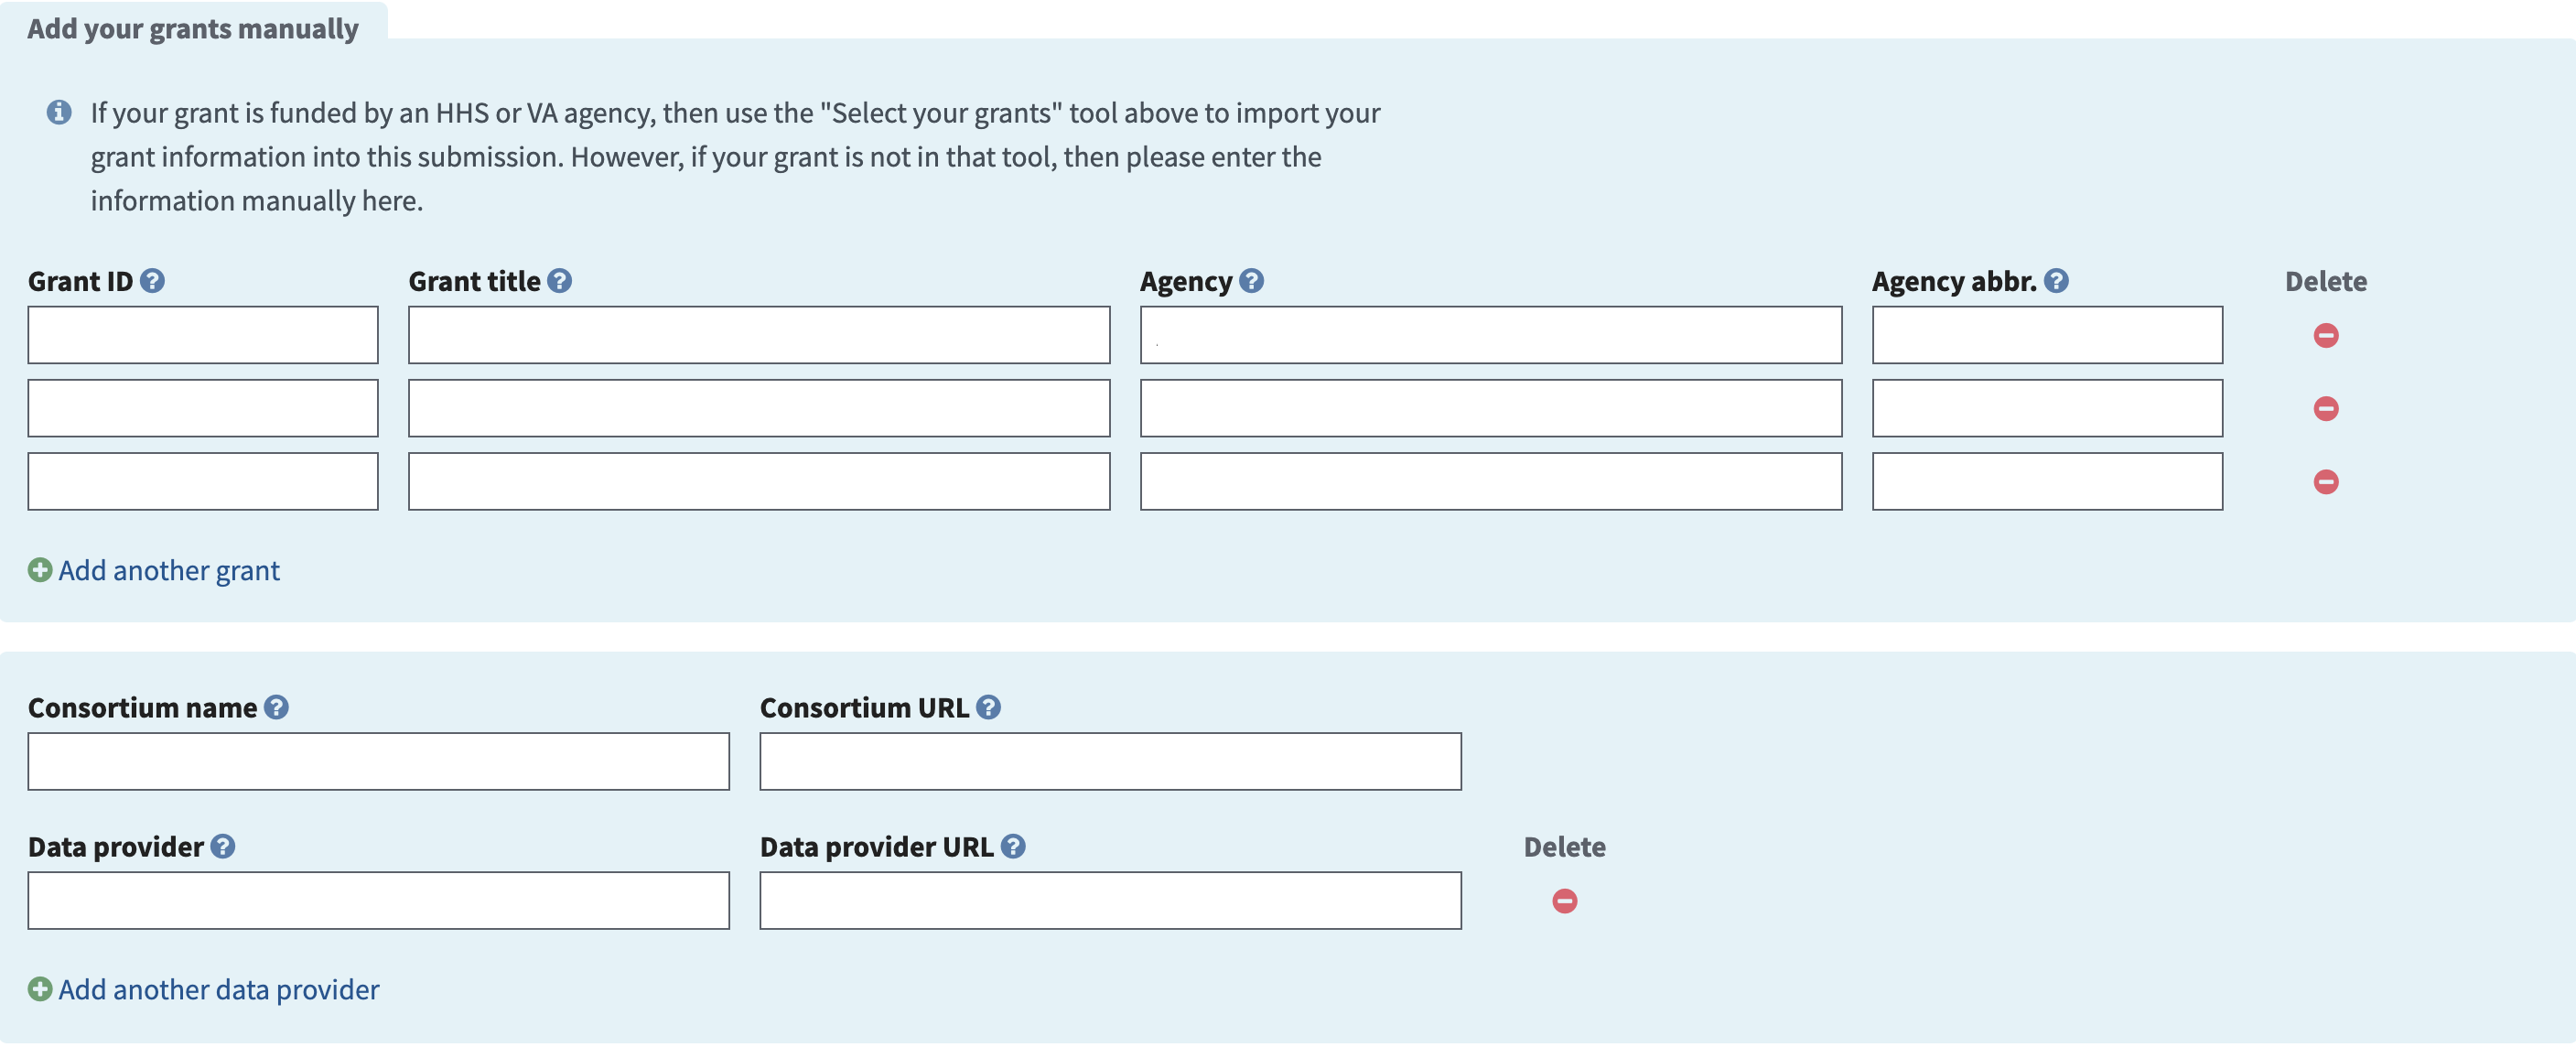 Add your grants manually
If your grant is funded by an HHS or VA agency, then use the "Select your grants" tool above to import your
grant information into this submission. However, if your grant is not in that tool, then please enter the
information manually here.
Grant ID Grant title Agency Agency abbr. Delete
Add another grant
Consortium name Consortium URL
Data provider Data provider URL Delete
Add another data provider